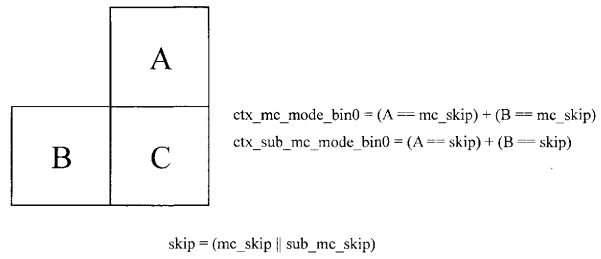 A
B
C
ctx_mc_mode_bin0 = (A == mc_skip) + (B == mc_skip)
ctx_sub_mc_mode_bin0 = (A == skip) + (B == skip)
skip = (mc_skip || sub_mc_skip)